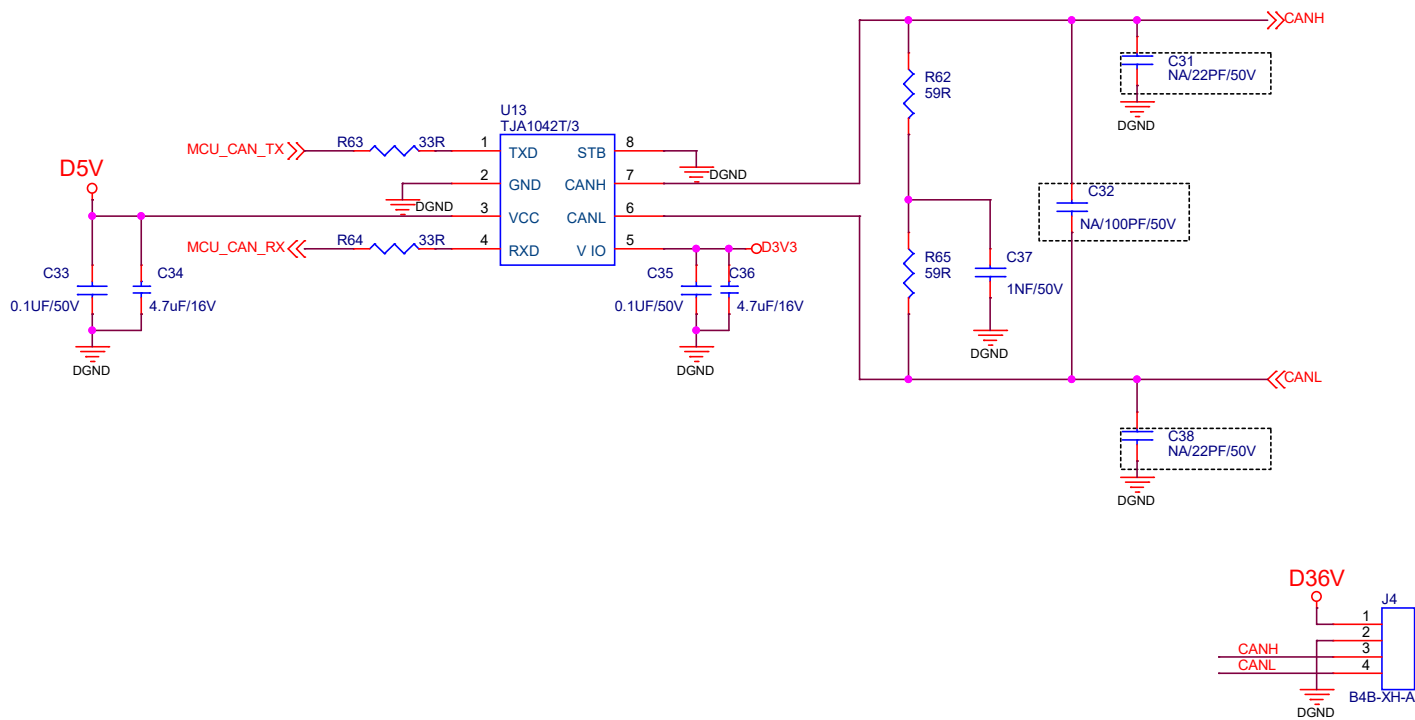 CANH
C31
NA/22PF/50V
DGND
R62
59R
U13
TJA1042T/3
MCU_CAN_TX
R63
33R
1
TXD
STB
8
DGND
D5V
2
GND
CANH
7
DGND
3
VCC
CANL
6
MCU_CAN_RX
R64
33R
4
RXD
V IO
5
D3V3
C32
NA/100PF/50V
C33
0.1UF/50V
C34
4.7uF/16V
DGND
C35
0.1UF/50V
C36
4.7uF/16V
DGND
R65
59R
C37
1NF/50V
DGND
CANL
C38
NA/22PF/50V
DGND
D36V
J4
1
2
CANH
3
CANL
4
DGND
B4B-XH-A